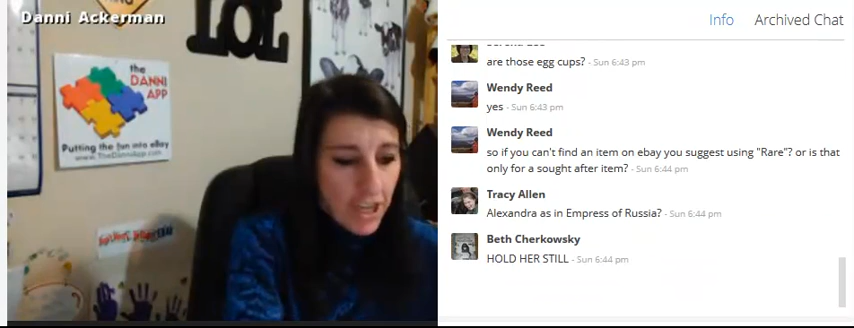 Danni Ackerman
LOL
the
DANNI
APP
Putting the fun into eBay
www.TheDanniApp.com
Info Archived Chat
are those egg cups? - Sun 6:43 pm
Wendy Reed
yes - Sun 6:43 pm
Wendy Reed
so if you can't find an item on ebay you suggest using "Rare"? or is that
only for a sought after item? - Sun 6:44 pm
Tracy Allen
Alexandra as in Empress of Russia? - Sun 6:44 pm
Beth Cherkowsky
HOLD HER STILL - Sun 6:44 pm